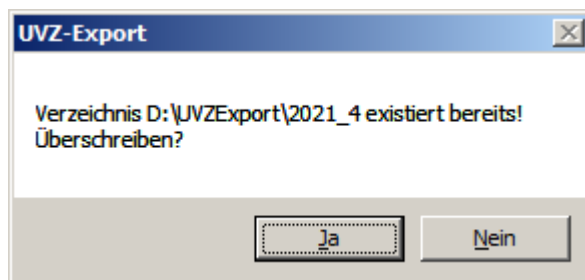 UVZ-Export
Verzeichnis D:\UVZExport\2021_4 existiert bereits!
Überschreiben?
Ja
Nein